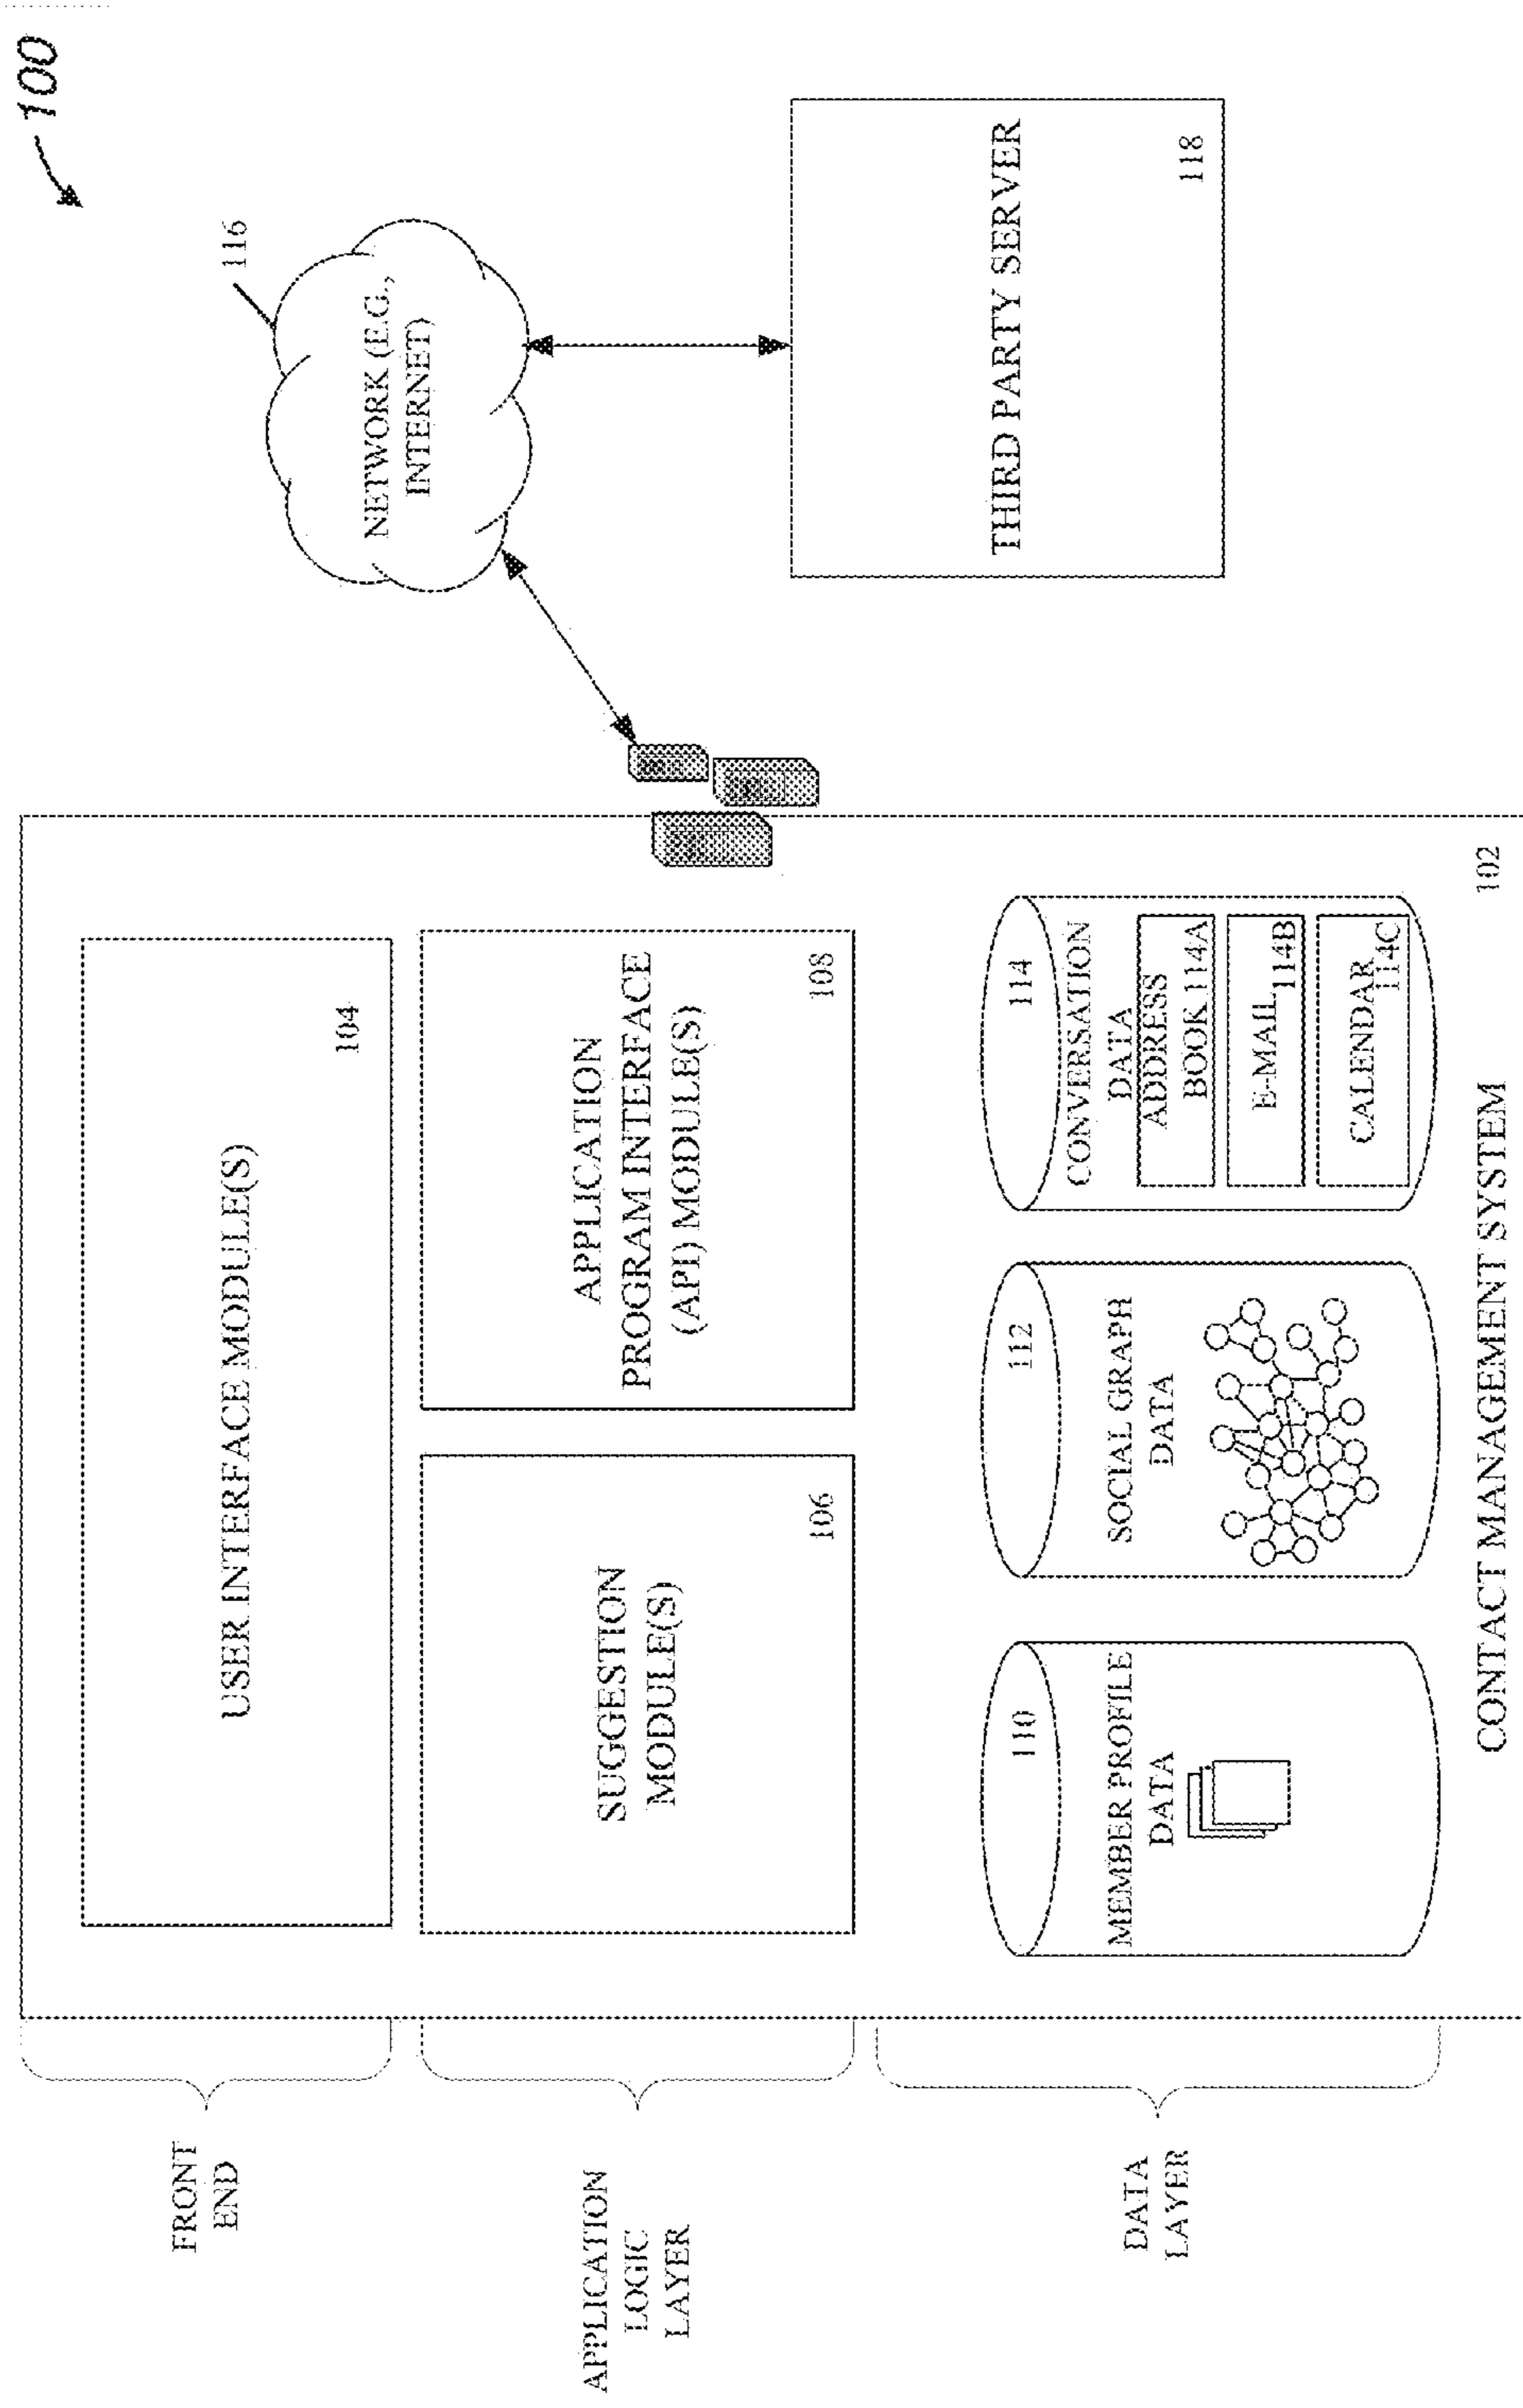 100
FRONT
END
USER INTERFACE MODULE(S)
104
116
NETWORK (E.G.,
INTERNET)
APPLICATION
LOGIC
LAYER
SUGGESTION
MODULE(S)
106
APPLICATION
PROGRAM INTERFACE
(API) MODULE(S)
108
THIRD PARTY SERVER
118
DATA
LAYER
110
MEMBER PROFILE
DATA
112
SOCIAL GRAPH
DATA
114
CONVERSATION
DATA
ADDRESS
BOOK 114A
E-MAIL
114B
CALENDAR
114C
CONTACT MANAGEMENT SYSTEM
102